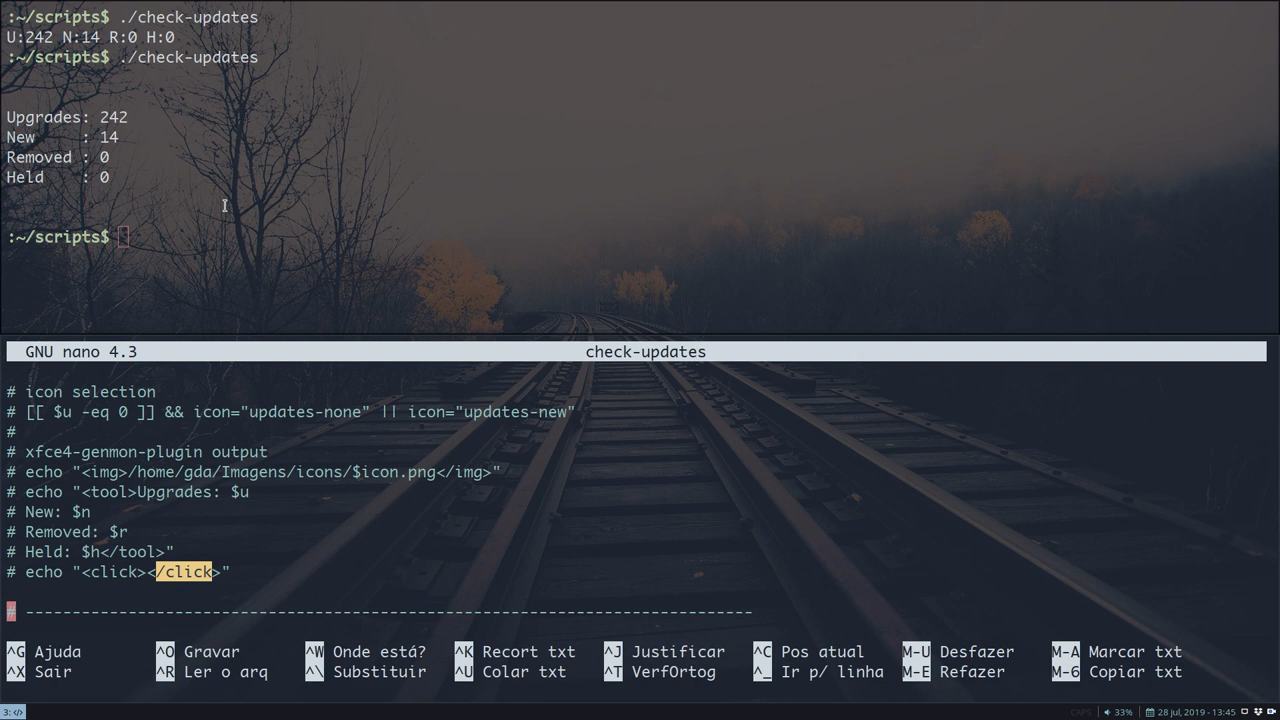 :~/scripts$ ./check-updates
U:242 N:14 R:0 H:0
:~/scripts$ ./check-updates
Upgrades: 242
New     : 14
Removed : 0
Held    : 0
:~/scripts$
GNU nano 4.3 check-updates
# icon selection
# [[ $u -eq 0 ]] && icon="updates-none" || icon="updates-new"
#
# xfce4-genmon-plugin output
# echo "<img>/home/gda/Imagens/icons/$icon.png</img>"
# echo "<tool>Upgrades: $u
# New: $n
# Removed: $r
# Held: $h</tool>"
# echo "<click></click>"
# ------------------------------------------------------------------------------
^G Ajuda ^O Gravar ^W Onde está? ^K Recort txt ^J Justificar ^C Pos atual M-U Desfazer M-A Marcar txt
^X Sair ^R Ler o arq ^\ Substituir ^U Colar txt ^T VerfOrtog ^_ Ir p/ linha M-E Refazer M-6 Copiar txt
3: </> CAPS 33% 28 jul, 2019 - 13:45